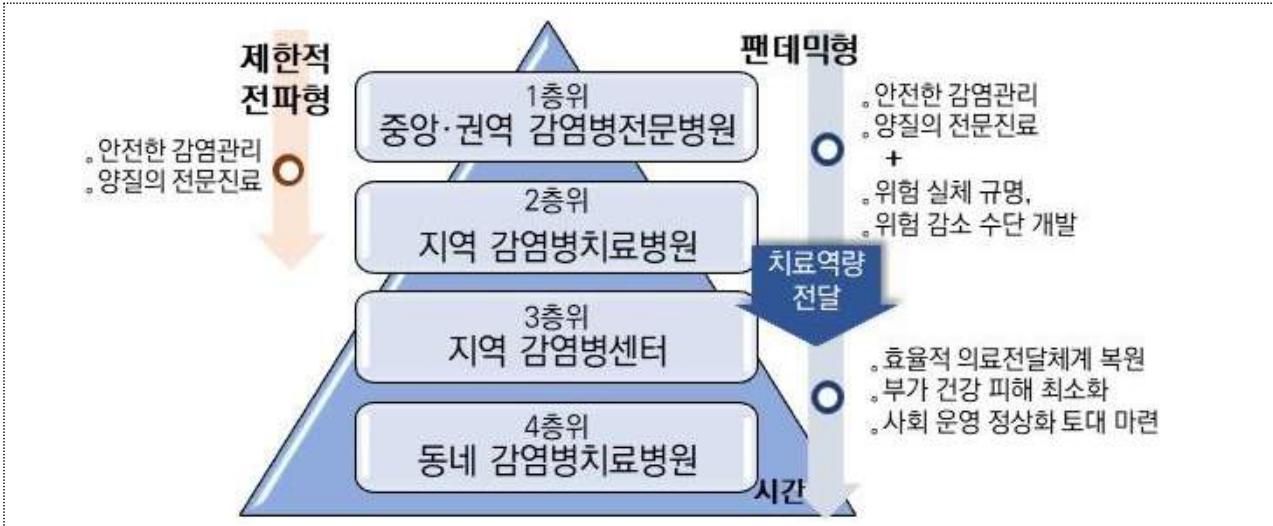 제한적
전파형
。안전한 감염관리
。양질의 전문진료
1층위
중앙·권역 감염병전문병원
2층위
지역 감염병치료병원
3층위
지역 감염병센터
4층위
동네 감염병치료병원
팬데믹형
。안전한 감염관리
。양질의 전문진료
+
。위험 실체 규명,
。위험 감소 수단 개발
치료역량
전달
。효율적 의료전달체계 복원
。부가 건강 피해 최소화
。사회 운영 정상화 토대 마련
시간